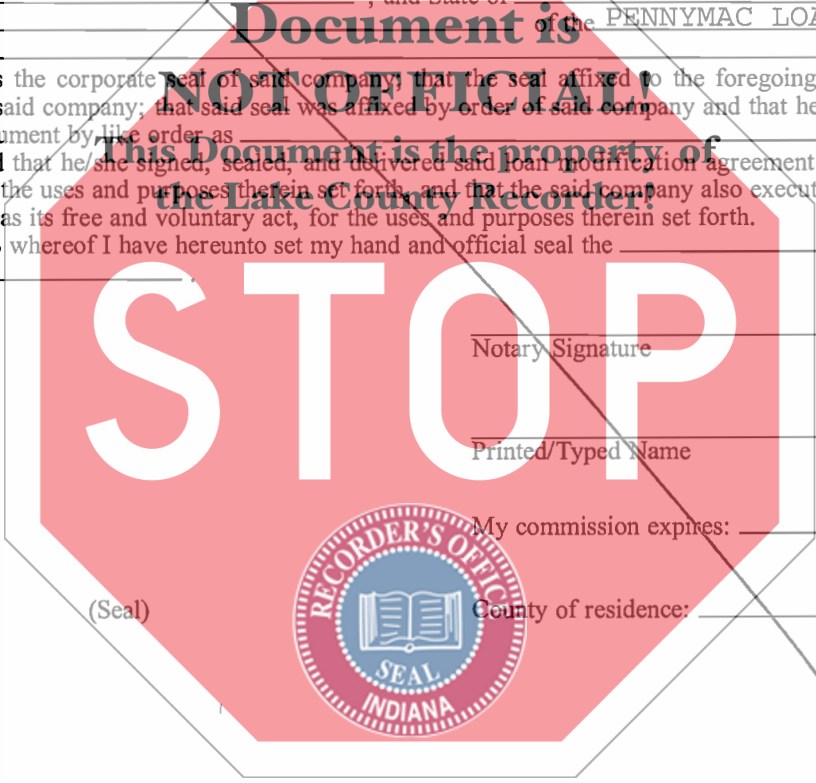 , and State of
Document is
of the PENNYMAC LOA
s the corporate seal of said company; that the seal affixed to the foregoing
NOT OFFICIAL!
said company; that said seal was affixed by order of said company and that he
ument by like order as
This Document is the property of
d that he/she signed, sealed, and delivered said loan modification agreement
the uses and purposes therein set forth, and that the said company also execut
the Lake County Recorder!
as its free and voluntary act, for the uses and purposes therein set forth.
whereof I have hereunto set my hand and official seal the
STOP
Notary Signature
Printed/Typed Name
My commission expires:
(Seal)
County of residence:
RECORDER'S OFFICE
SEAL
INDIANA